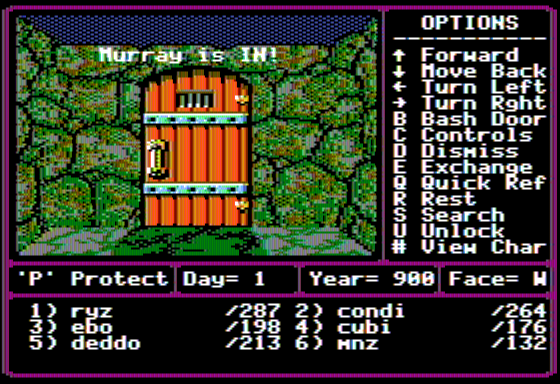 Murray is IN!
OPTIONS
------------
↑ Forward
↓ Move Back
← Turn Left
→ Turn Rght
B Bash Door
C Controls
D Dismiss
E Exchange
Q Quick Ref
R Rest
S Search
U Unlock
# View Char
'P' Protect Day= 1 Year= 900 Face= W
1) ryz /287 2) condi /264
3) ebo /198 4) cubi /176
5) deddo /213 6) mnz /132